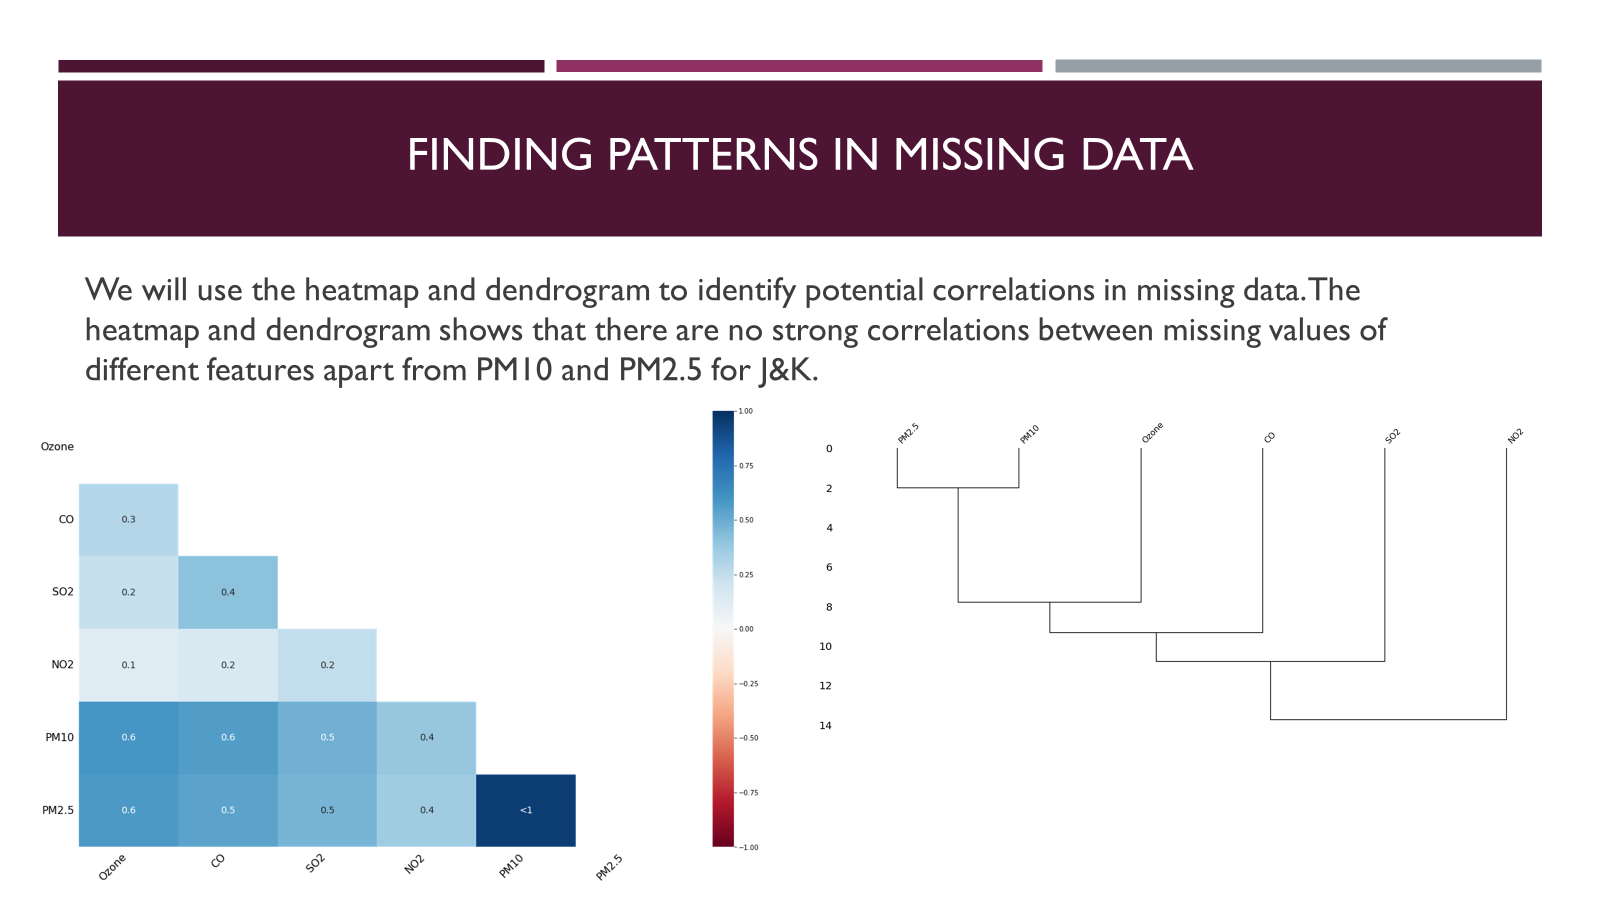 FINDING PATTERNS IN MISSING DATA
We will use the heatmap and dendrogram to identify potential correlations in missing data. The
heatmap and dendrogram shows that there are no strong correlations between missing values of
different features apart from PM10 and PM2.5 for J&K.
Ozone
CO 0.3
SO2 0.2 0.4
NO2 0.1 0.2 0.2
PM10 0.6 0.6 0.5 0.4
PM2.5 0.6 0.5 0.5 0.4 <1
Ozone CO SO2 NO2 PM10 PM2.5
1.00
0.75
0.50
0.25
0.00
−0.25
−0.50
−0.75
−1.00
PM2.5 PM10 Ozone CO SO2 NO2
0
2
4
6
8
10
12
14